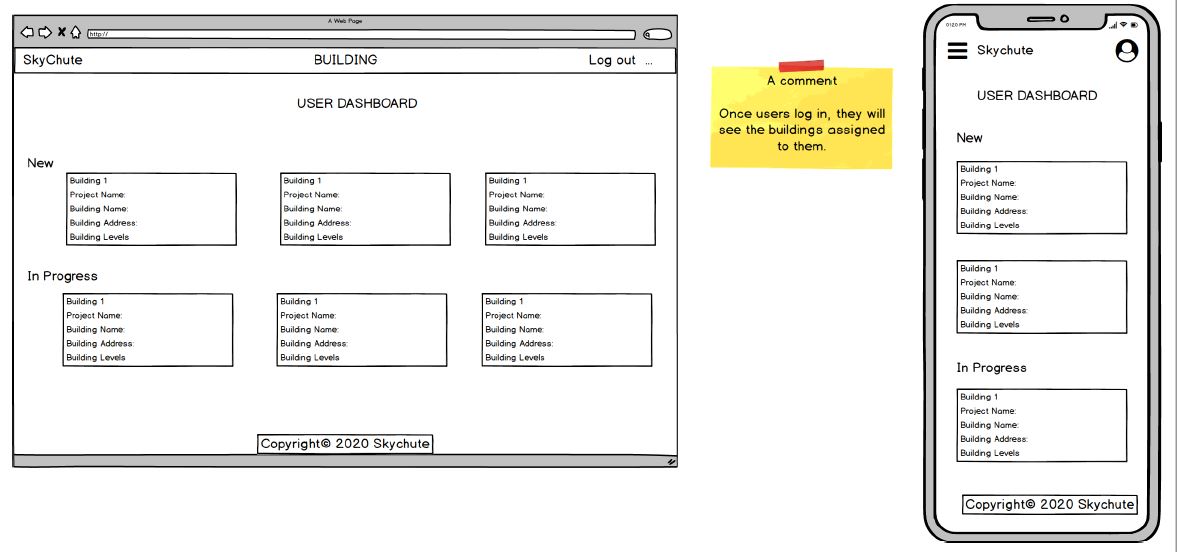 A Web Page
http://
SkyChute
BUILDING
Log out ...
USER DASHBOARD
New
Building 1
Project Name:
Building Name:
Building Address:
Building Levels
Building 1
Project Name:
Building Name:
Building Address:
Building Levels
Building 1
Project Name:
Building Name:
Building Address:
Building Levels
In Progress
Building 1
Project Name:
Building Name:
Building Address:
Building Levels
Building 1
Project Name:
Building Name:
Building Address:
Building Levels
Building 1
Project Name:
Building Name:
Building Address:
Building Levels
Copyright© 2020 Skychute
A comment
Once users log in, they will
see the buildings assigned
to them.
01:20 PM
Skychute
USER DASHBOARD
New
Building 1
Project Name:
Building Name:
Building Address:
Building Levels
Building 1
Project Name:
Building Name:
Building Address:
Building Levels
In Progress
Building 1
Project Name:
Building Name:
Building Address:
Building Levels
Copyright© 2020 Skychute